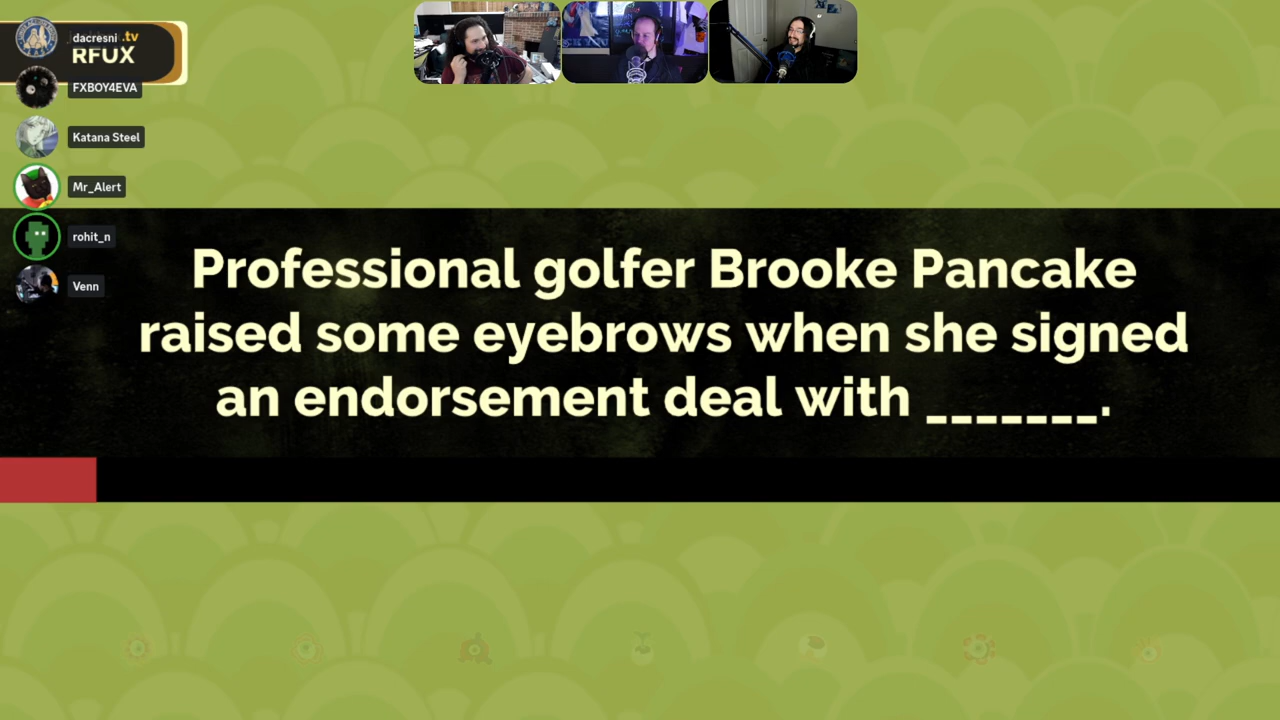 dacresni .tv
RFUX
FXBOY4EVA
Katana Steel
Mr_Alert
rohit_n
Venn
Professional golfer Brooke Pancake
raised some eyebrows when she signed
an endorsement deal with _______.